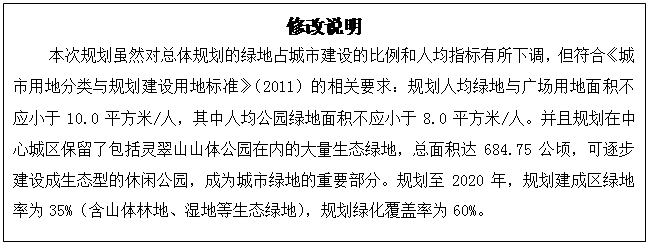 修改说明
本次规划虽然对总体规划的绿地占城市建设的比例和人均指标有所下调，但符合《城
市用地分类与规划建设用地标准》（2011）的相关要求：规划人均绿地与广场用地面积不
应小于 10.0 平方米/人，其中人均公园绿地面积不应小于 8.0 平方米/人。并且规划在中
心城区保留了包括灵翠山山体公园在内的大量生态绿地，总面积达 684.75 公顷，可逐步
建设成生态型的休闲公园，成为城市绿地的重要部分。规划至 2020 年，规划建成区绿地
率为 35%（含山体林地、湿地等生态绿地），规划绿化覆盖率为 60%。